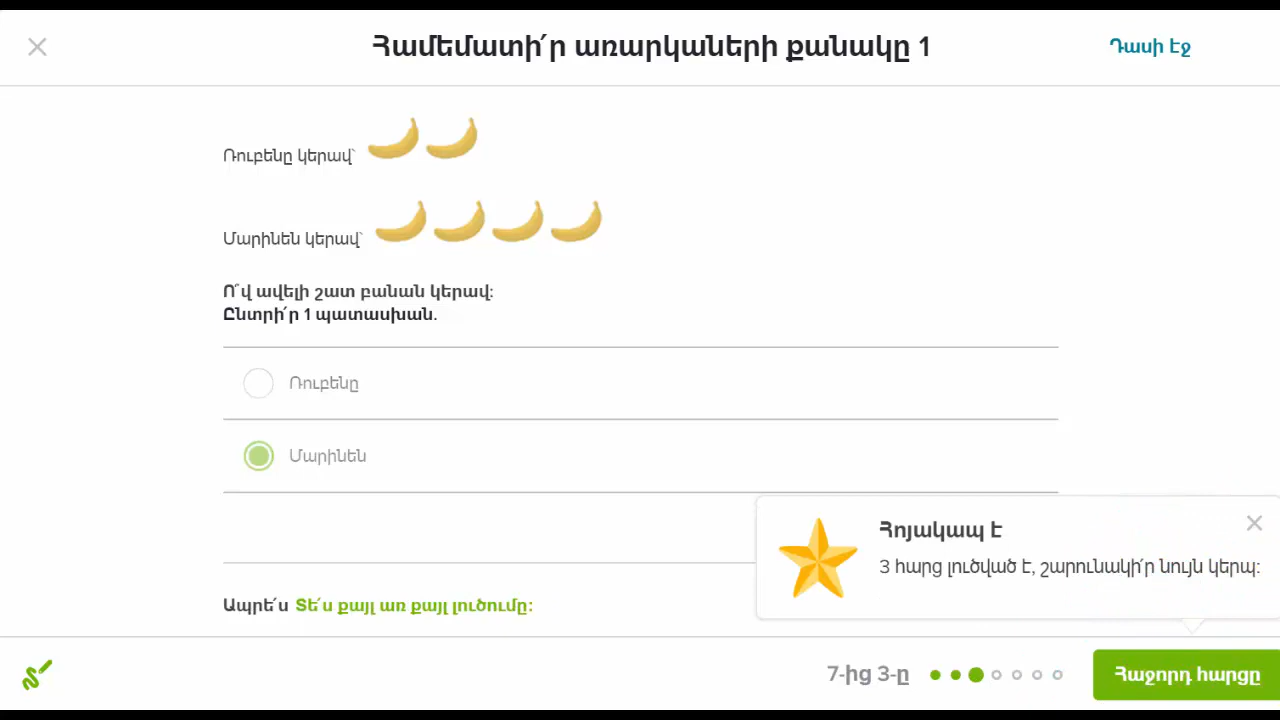 Համեմատի՛ր առարկաների քանակը 1
Դասի էջ
Ռուբենը կերավ՝
Մարինեն կերավ՝
Ո՞վ ավելի շատ բանան կերավ:
Ընտրի՛ր 1 պատասխան.
Ռուբենը
Մարինեն
Հոյակապ է
3 հարց լուծված է, շարունակի՛ր նույն կերպ:
Ապրե՛ս Տե՛ս քայլ առ քայլ լուծումը:
7-ից 3-ը
Հաջորդ հարցը